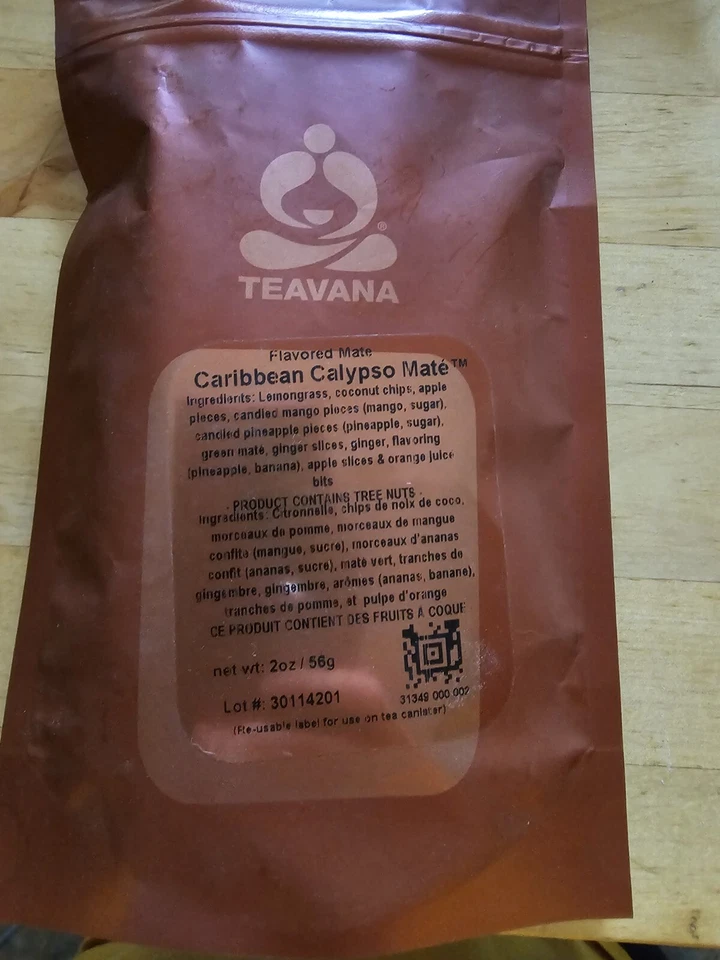 ®
TEAVANA
Flavored Mate
Caribbean Calypso Maté™
Ingredients: Lemongrass, coconut chips, apple
pieces, candied mango pieces (mango, sugar),
candied pineapple pieces (pineapple, sugar),
green maté, ginger slices, ginger, flavoring
(pineapple, banana), apple slices & orange juice
bits
- PRODUCT CONTAINS TREE NUTS -
Ingrédients: Citronnelle, chips de noix de coco,
morceaux de pomme, morceaux de mangue
confite (mangue, sucre), morceaux d'ananas
confit (ananas, sucre), maté vert, tranches de
gingembre, gingembre, arômes (ananas, banane),
tranches de pomme, et pulpe d'orange
CE PRODUIT CONTIENT DES FRUITS À COQUE
net wt: 2oz / 56g
Lot #: 30114201
31349 000 002
(Re-usable label for use on tea canister)